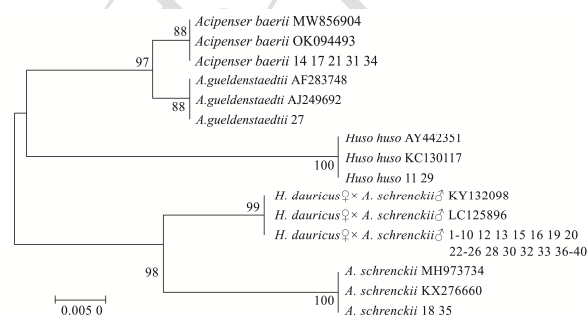 Acipenser baerii MW856904
88
Acipenser baerii OK094493
Acipenser baerii 14 17 21 31 34
97
A.gueldenstaedtii AF283748
A.gueldenstaedti AJ249692
88
A.gueldenstaedtii 27
Huso huso AY442351
Huso huso KC130117
100
Huso huso 11 29
H. dauricus♀× A. schrenckii♂ KY132098
99
H. dauricus♀× A. schrenckii♂ LC125896
H. dauricus♀× A. schrenckii♂ 1-10 12 13 15 16 19 20
22-26 28 30 32 33 36-40
98
A. schrenckii MH973734
A. schrenckii KX276660
100
A. schrenckii 18 35
0.005 0